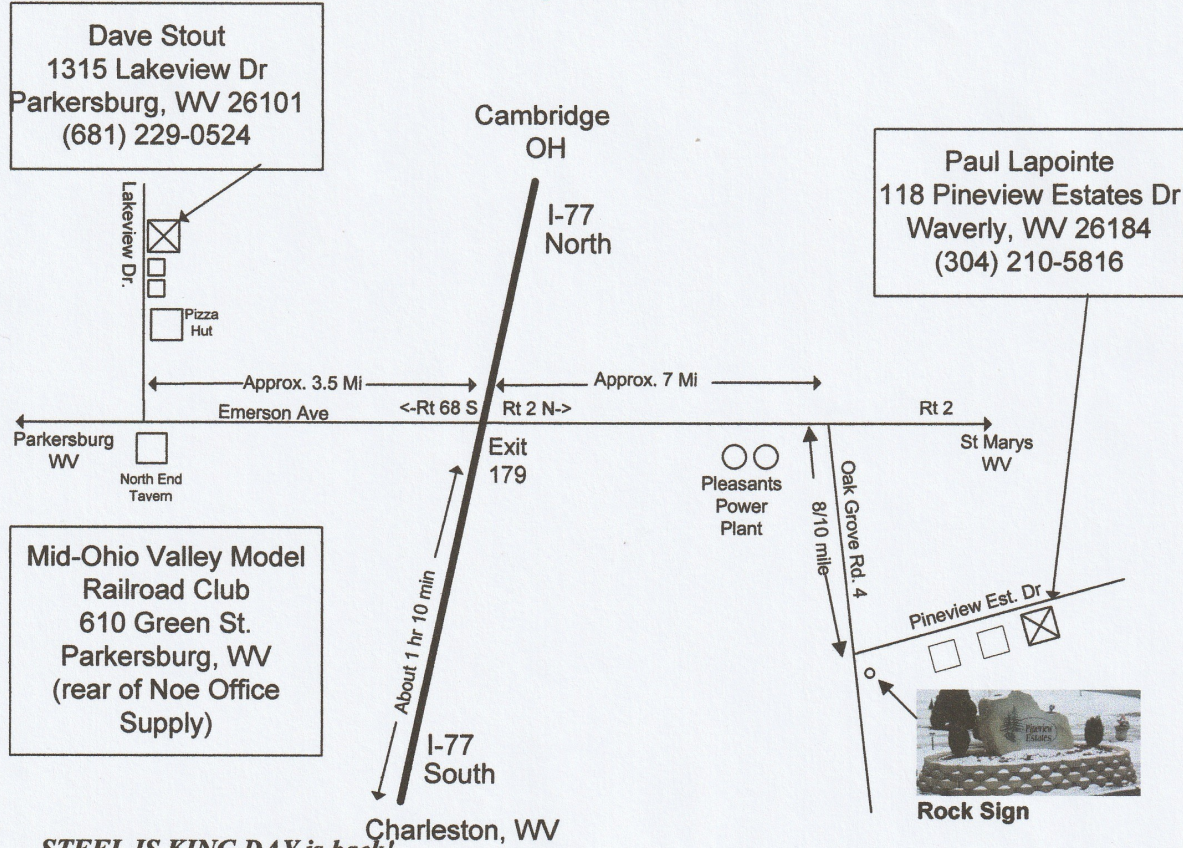 Dave Stout
1315 Lakeview Dr
Parkersburg, WV 26101
(681) 229-0524
Cambridge
OH
I-77
North
Paul Lapointe
118 Pineview Estates Dr
Waverly, WV 26184
(304) 210-5816
Lakeview Dr.
Pizza
Hut
Approx. 3.5 Mi
Approx. 7 Mi
Emerson Ave
<-Rt 68 S
Rt 2 N->
Rt 2
Parkersburg
WV
North End
Tavern
Exit
179
Pleasants
Power
Plant
St Marys
WV
8/10 mile
Oak Grove Rd. 4
Pineview Est. Dr
Mid-Ohio Valley Model
Railroad Club
610 Green St.
Parkersburg, WV
(rear of Noe Office
Supply)
About 1 hr 10 min
I-77
South
Pineview
Estates
Rock Sign
Charleston, WV
STEEL IS KING DAY is back!